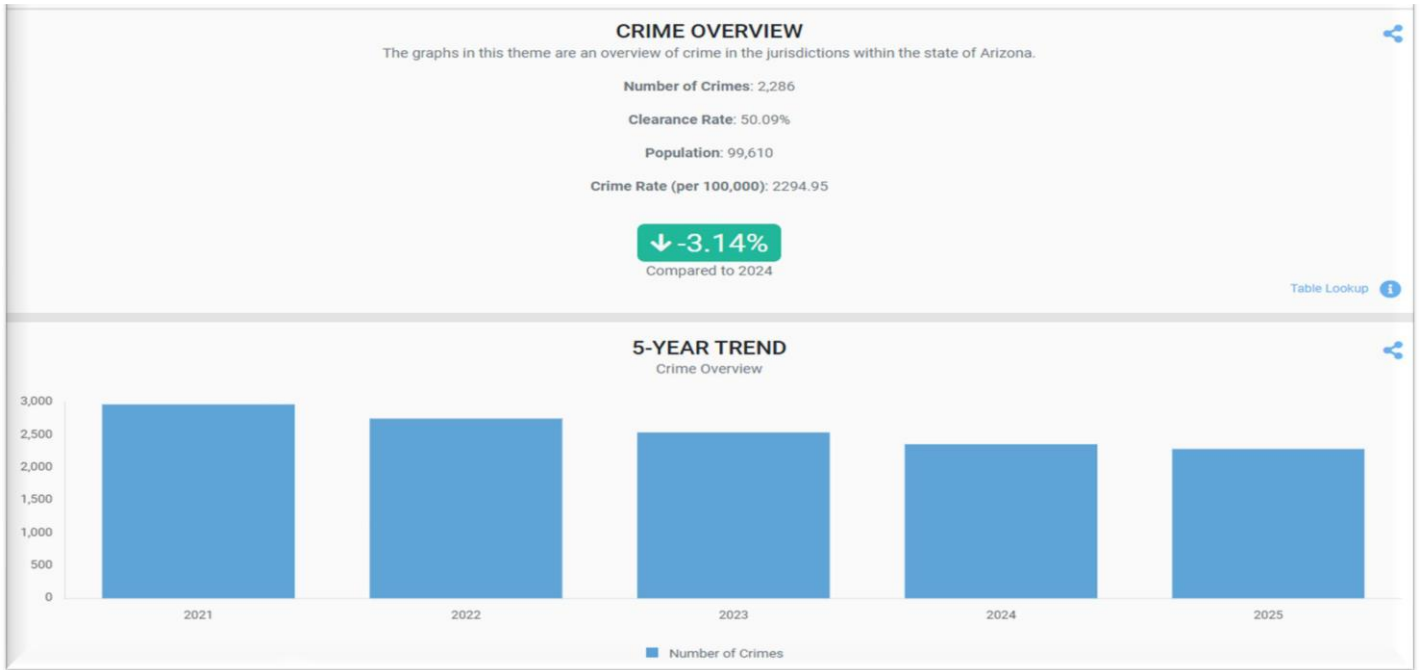 CRIME OVERVIEW
The graphs in this theme are an overview of crime in the jurisdictions within the state of Arizona.
Number of Crimes: 2,286
Clearance Rate: 50.09%
Population: 99,610
Crime Rate (per 100,000): 2294.95
-3.14%
Compared to 2024
Table Lookup
5-YEAR TREND
Crime Overview
3,000
2,500
2,000
1,500
1,000
500
0
2021 2022 2023 2024 2025
Number of Crimes